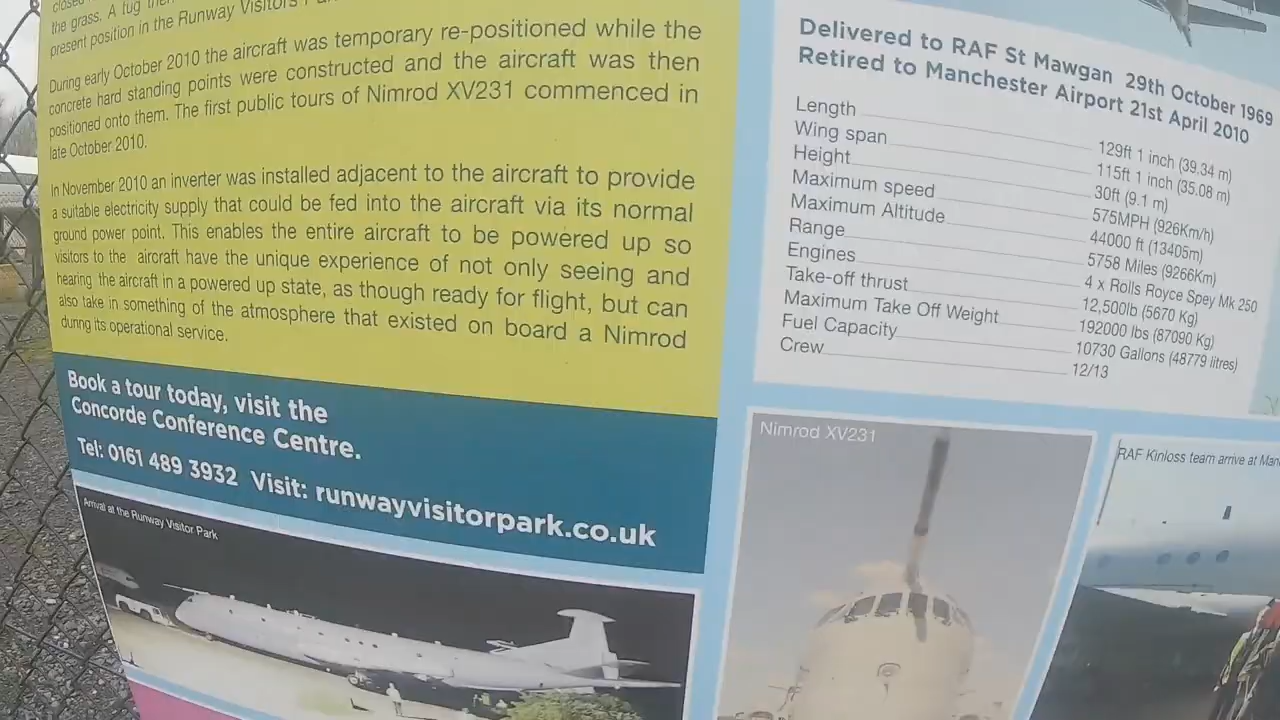 the grass. A tug
present position in the Runway Visitors
During early October 2010 the aircraft was temporary re-positioned while the
concrete hard standing points were constructed and the aircraft was then
positioned onto them. The first public tours of Nimrod XV231 commenced in
late October 2010.
In November 2010 an inverter was installed adjacent to the aircraft to provide
a suitable electricity supply that could be fed into the aircraft via its normal
ground power point. This enables the entire aircraft to be powered up so
visitors to the aircraft have the unique experience of not only seeing and
hearing the aircraft in a powered up state, as though ready for flight, but can
also take in something of the atmosphere that existed on board a Nimrod
during its operational service.
Book a tour today, visit the
Concorde Conference Centre.
Tel: 0161 489 3932 Visit: runwayvisitorpark.co.uk
Arrival at the Runway Visitor Park
Delivered to RAF St Mawgan 29th October 1969
Retired to Manchester Airport 21st April 2010
Length 129ft 1 inch (39.34 m)
Wing span 115ft 1 inch (35.08 m)
Height 30ft (9.1 m)
Maximum speed 575MPH (926Km/h)
Maximum Altitude 44000 ft (13405m)
Range 5758 Miles (9266Km)
Engines 4 x Rolls Royce Spey Mk 250
Take-off thrust 12,500lb (5670 Kg)
Maximum Take Off Weight 192000 lbs (87090 Kg)
Fuel Capacity 10730 Gallons (48779 litres)
Crew 12/13
Nimrod XV231
RAF Kinloss team arrive at